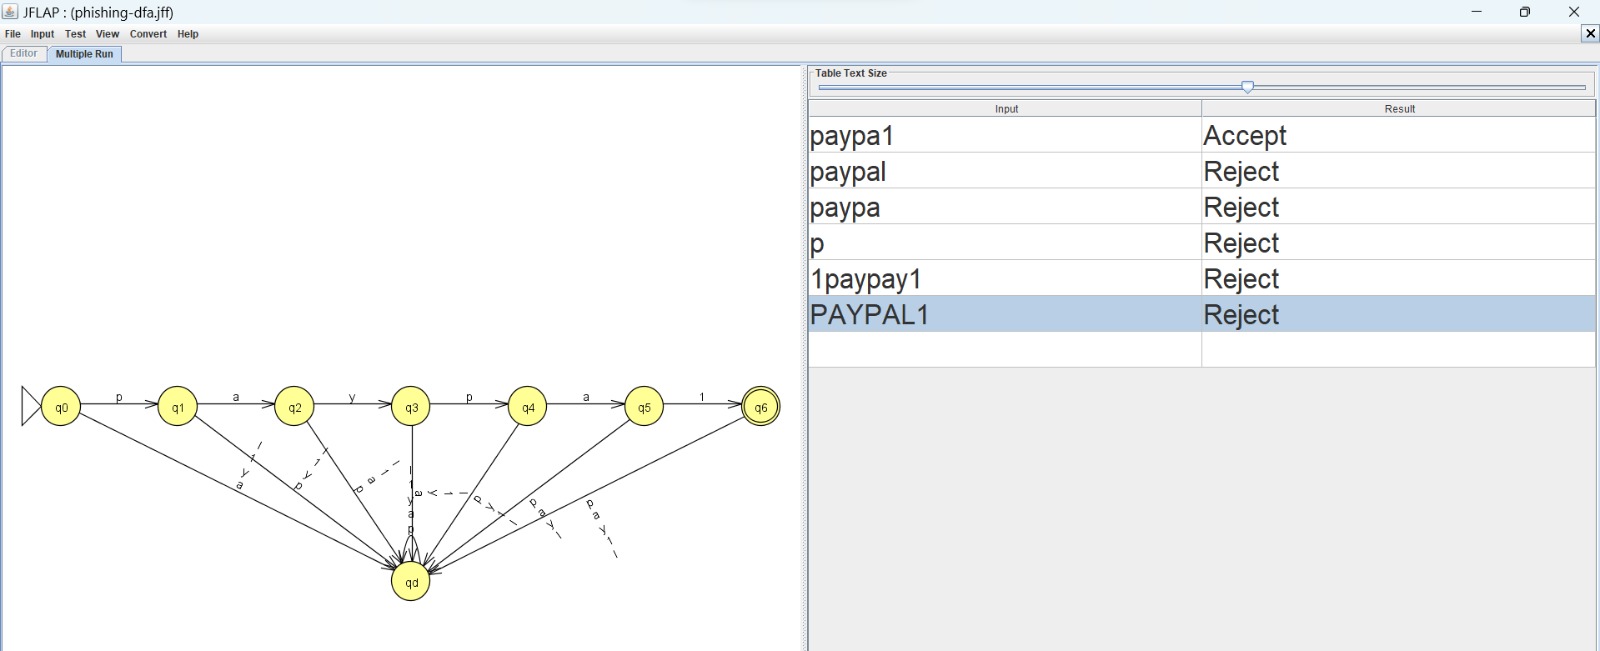 JFLAP : (phishing-dfa.jff)
File Input Test View Convert Help
Editor Multiple Run
Table Text Size
Input Result
paypa1 Accept
paypal Reject
paypa Reject
p Reject
1paypay1 Reject
PAYPAL1 Reject
p a y p a 1
q0 q1 q2 q3 q4 q5 q6
qd